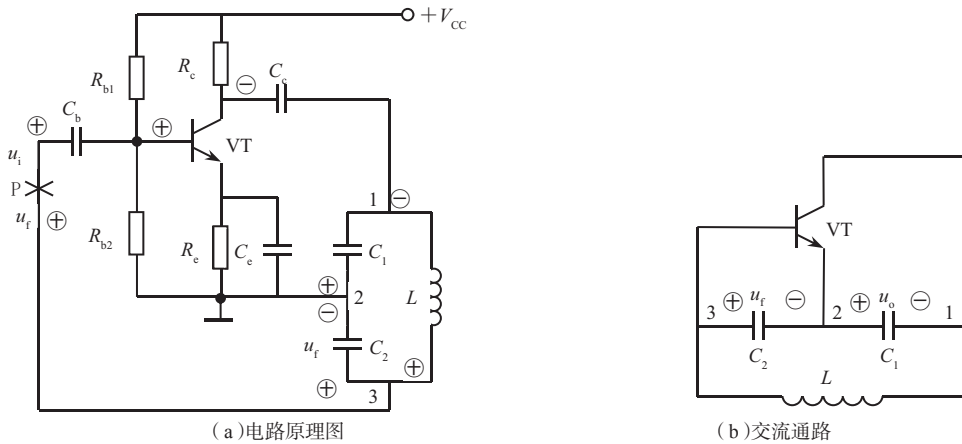 +V_CC
R_b1
R_c
C_c
C_b
⊕
⊖
⊕
VT
u_i
P
u_f
⊕
R_b2
R_e
C_e
1
⊖
C_1
⊕
2
⊖
L
u_f
C_2
⊕
⊕
3
(a)电路原理图
VT
3
⊕
u_f
⊖
2
⊕
u_o
⊖
1
C_2
C_1
L
(b)交流通路